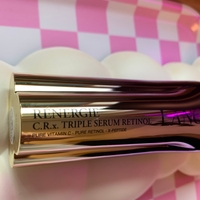 RENERGIE
C.R.x. TRIPLE SERUM RETINOL
PURE VITAMIN C - PURE RETINOL